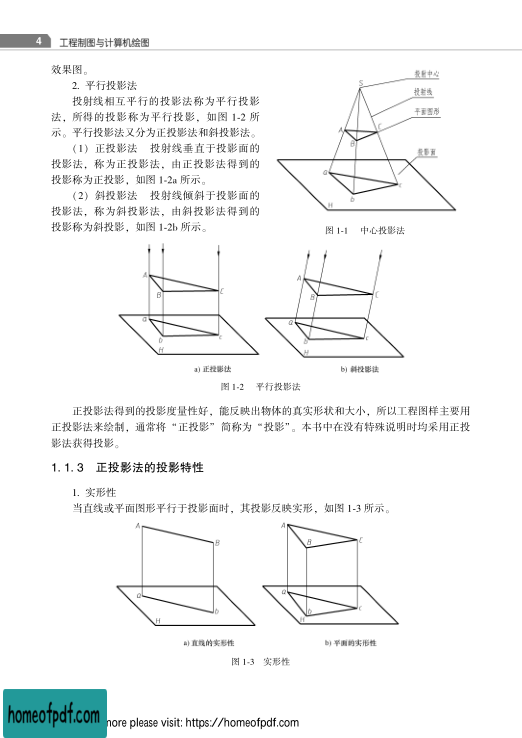 4 工程制图与计算机绘图
效果图。
2. 平行投影法
投射线相互平行的投影法称为平行投影
法，所得的投影称为平行投影，如图 1-2 所
示。平行投影法又分为正投影法和斜投影法。
（1）正投影法 投射线垂直于投影面的
投影法，称为正投影法，由正投影法得到的
投影称为正投影，如图 1-2a 所示。
（2）斜投影法 投射线倾斜于投影面的
投影法，称为斜投影法，由斜投影法得到的
投影称为斜投影，如图 1-2b 所示。
投射中心
S
投射线
平面图形
A
C
B
投影面
a
c
b
H
图 1-1 中心投影法
A
B
C
a
b
c
H
A
B
C
a
b
c
H
a) 正投影法
b) 斜投影法
图 1-2 平行投影法
正投影法得到的投影度量性好，能反映出物体的真实形状和大小，所以工程图样主要用
正投影法来绘制，通常将“正投影”简称为“投影”。本书中在没有特殊说明时均采用正投
影法获得投影。
1. 1. 3 正投影法的投影特性
1. 实形性
当直线或平面图形平行于投影面时，其投影反映实形，如图 1-3 所示。
A
B
a
b
H
A
B
C
a
b
c
H
a) 直线的实形性
b) 平面的实形性
图 1-3 实形性
homeofpdf.com
more please visit: https://homeofpdf.com